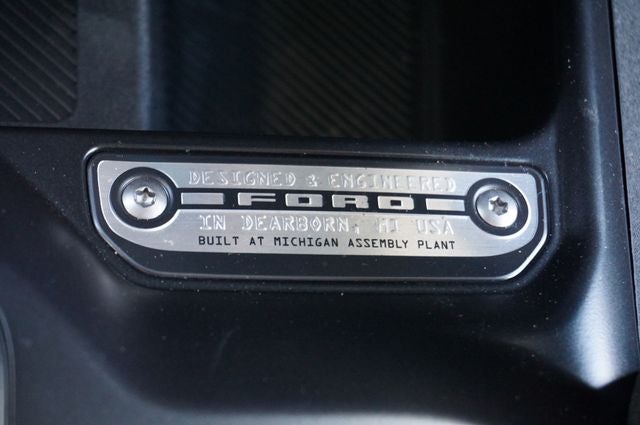 DESIGNED & ENGINEERED
FORD
IN DEARBORN, MI USA
BUILT AT MICHIGAN ASSEMBLY PLANT